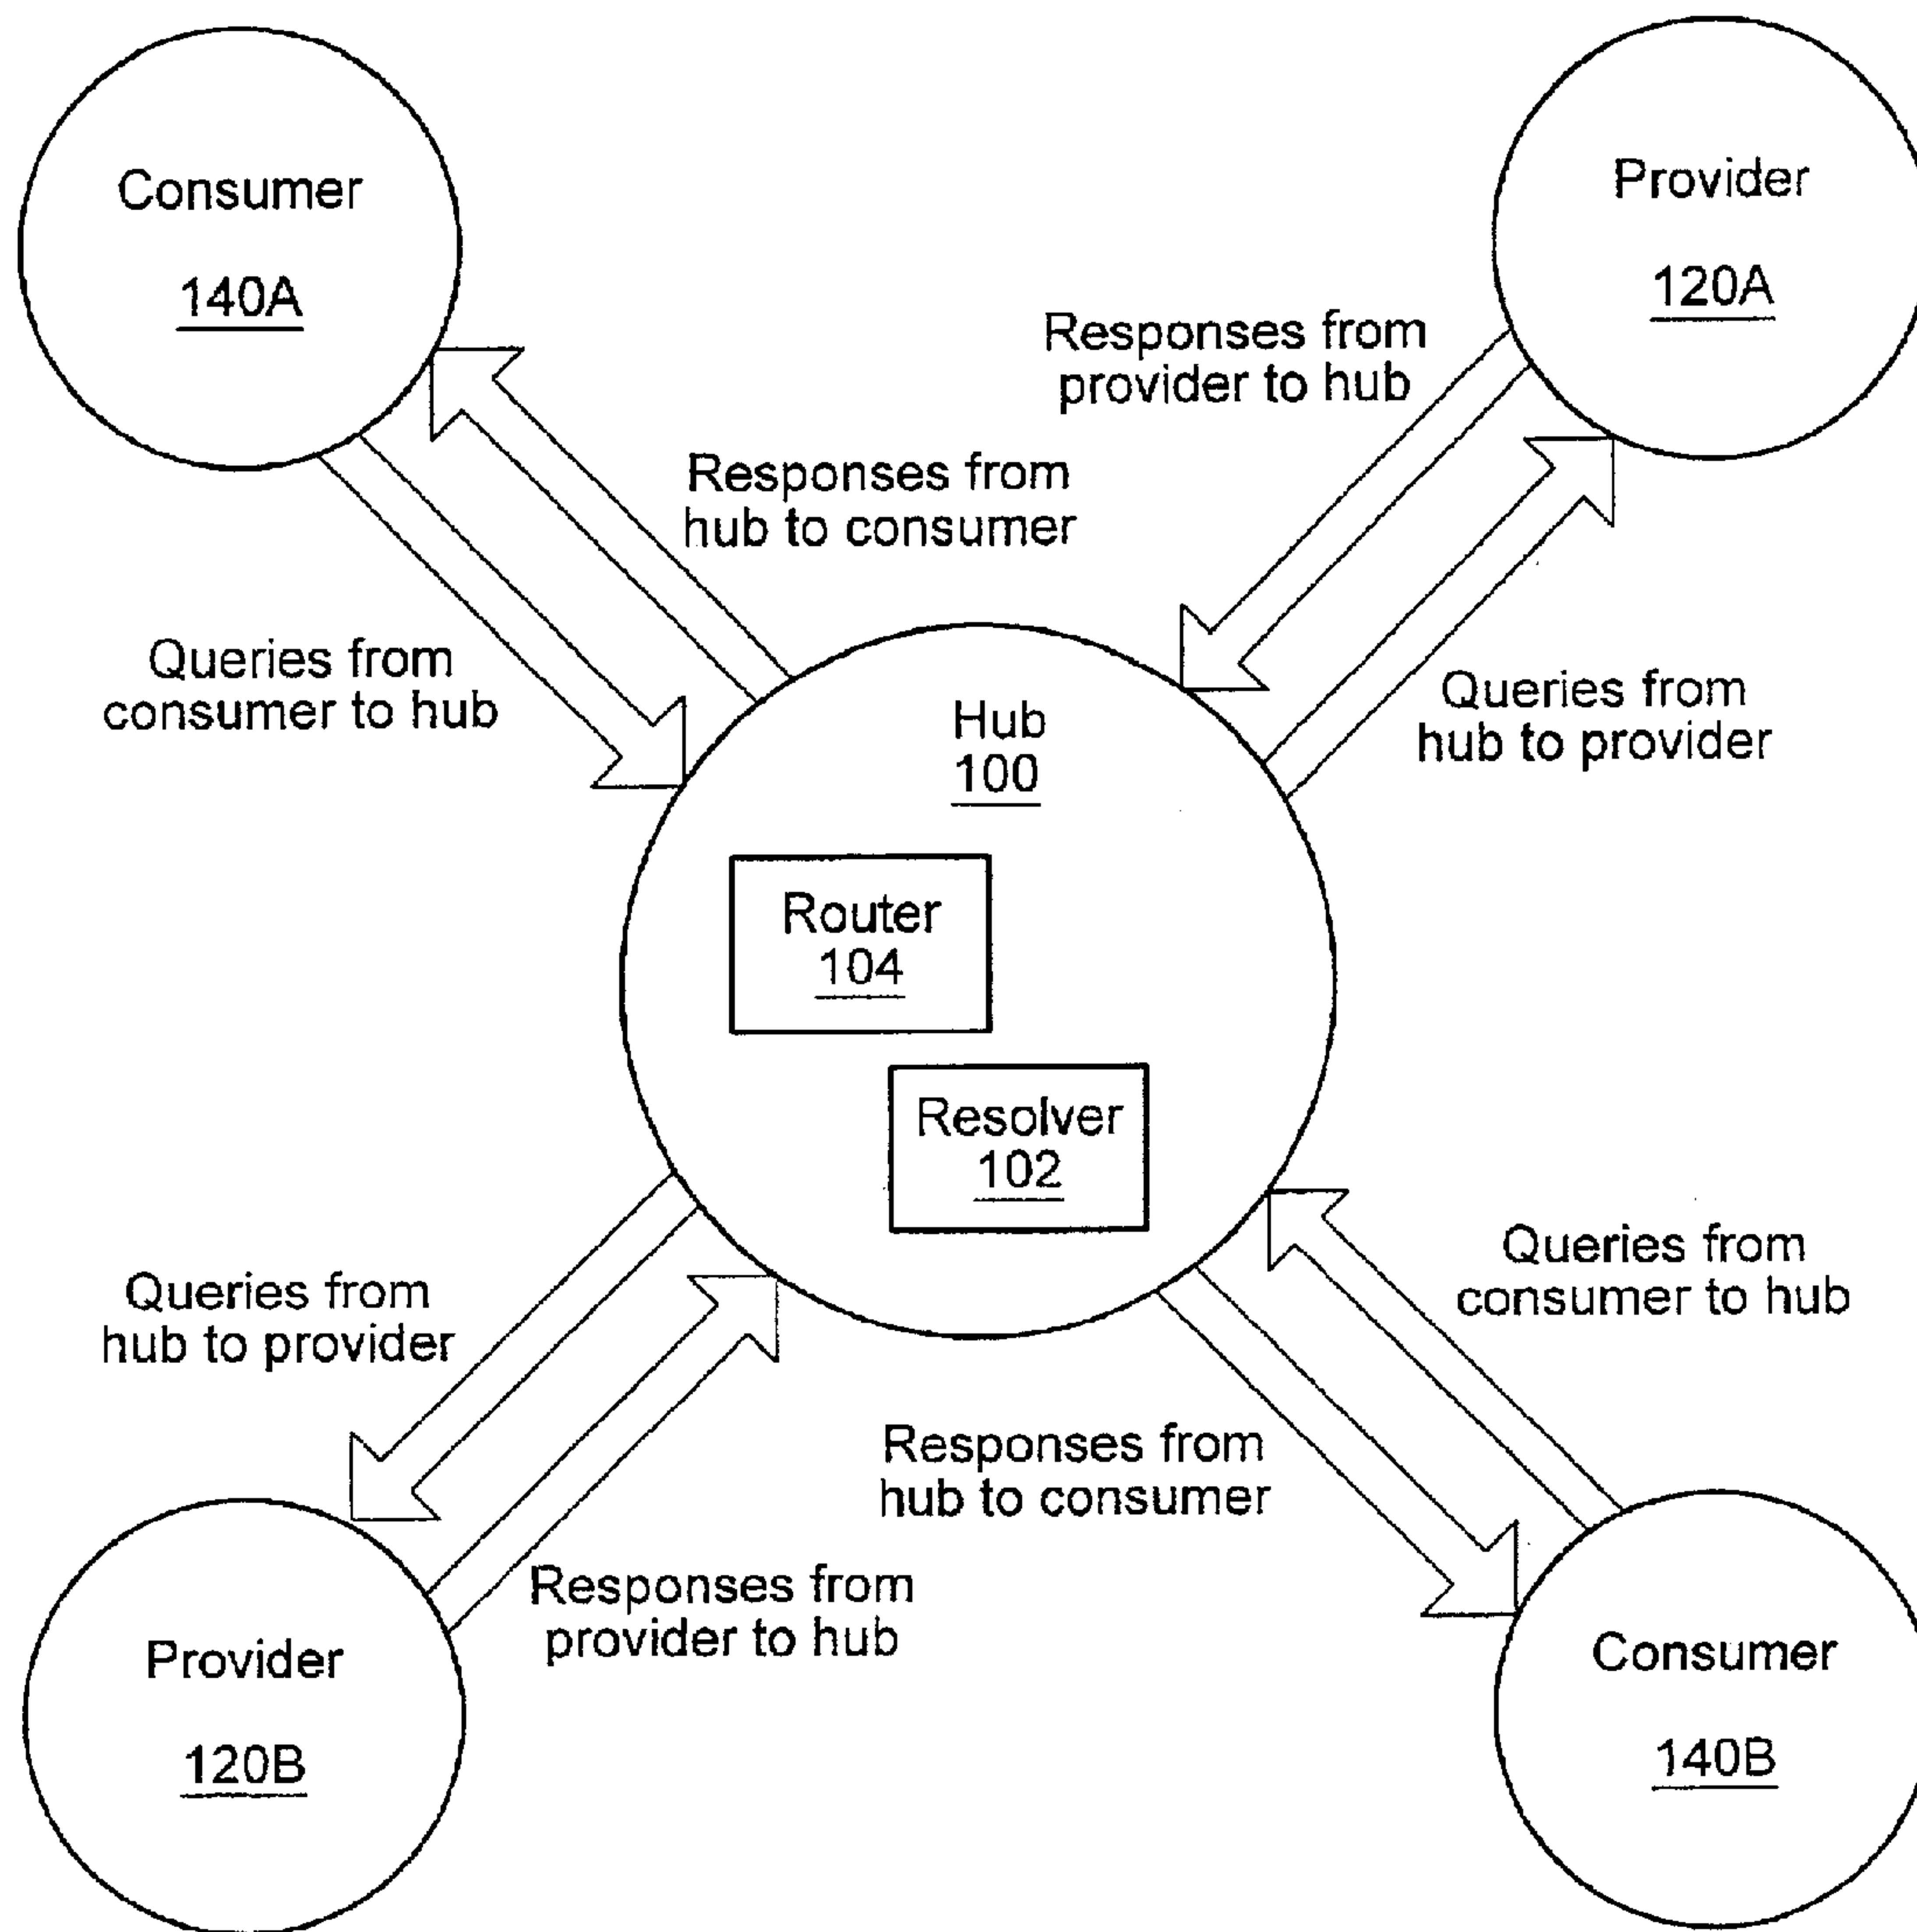 Consumer
140A
Provider
120A
Responses from
provider to hub
Responses from
hub to consumer
Queries from
consumer to hub
Queries from
hub to provider
Hub
100
Router
104
Resolver
102
Queries from
hub to provider
Queries from
consumer to hub
Responses from
hub to consumer
Responses from
provider to hub
Provider
120B
Consumer
140B